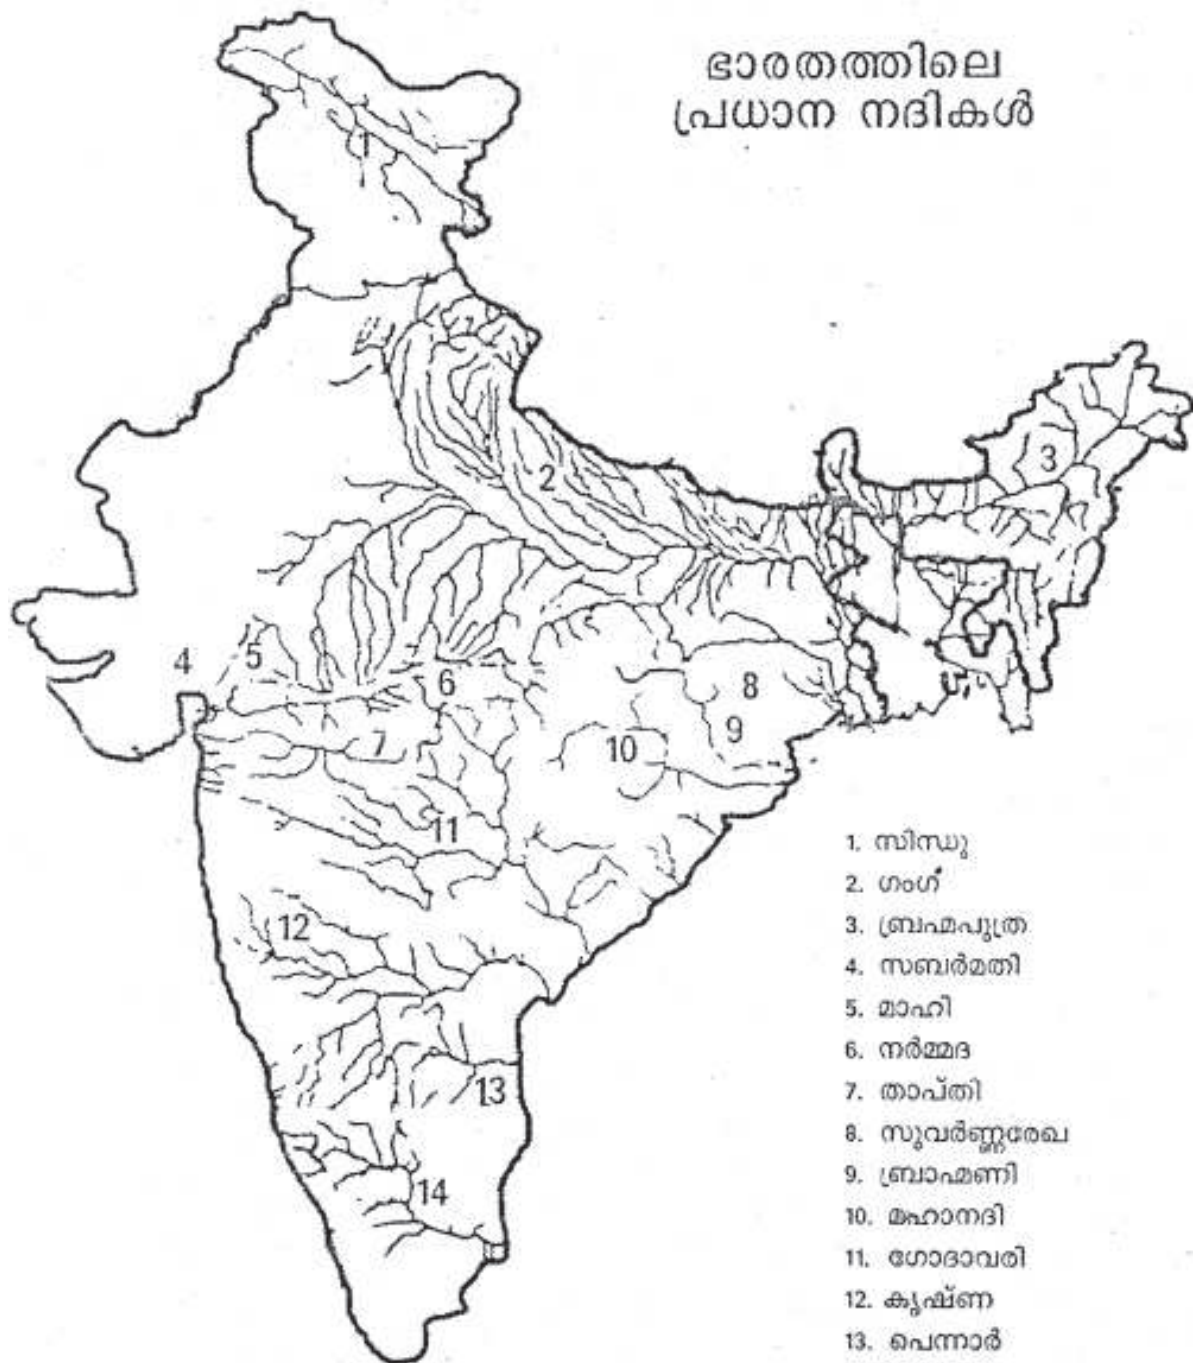 ഭാരതത്തിലെ
പ്രധാന നദികൾ
1
2
3
4
5
6
7
8
9
10
11
12
13
14
1. സിന്ധു
2. ഗംഗ്
3. ബ്രഹ്മപുത്ര
4. സബർമതി
5. മാഹി
6. നർമ്മദ
7. താപ്തി
8. സുവർണ്ണരേഖ
9. ബ്രാഹ്മണി
10. മഹാനദി
11. ഗോദാവരി
12. കൃഷ്ണ
13. പെന്നാർ